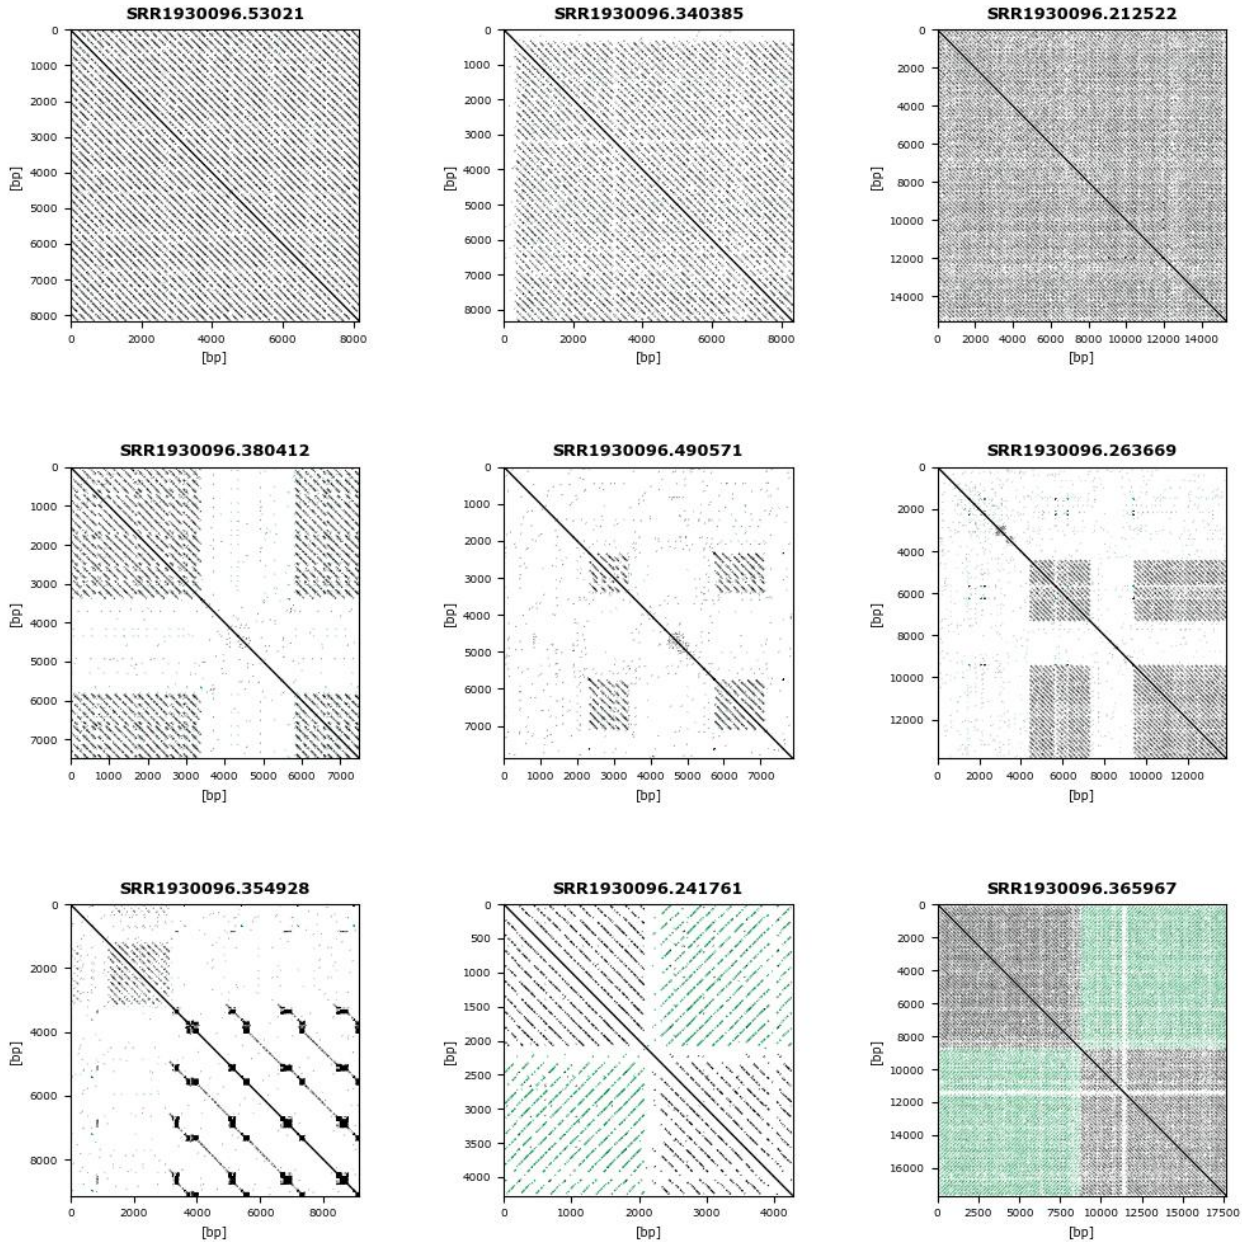 SRR1930096.53021 SRR1930096.340385 SRR1930096.212522
0 0 0
1000 1000 2000
2000 2000 4000
3000 3000 6000
[bp] 4000 [bp] 4000 [bp] 8000
5000 5000 10000
6000 6000 12000
7000 7000 14000
8000 8000
0 2000 4000 6000 8000 0 2000 4000 6000 8000 0 2000 4000 6000 8000 10000 12000 14000
[bp] [bp] [bp]
SRR1930096.380412 SRR1930096.490571 SRR1930096.263669
0 0 0
1000 1000 2000
2000 2000 4000
3000 3000 6000
[bp] 4000 [bp] 4000 [bp] 8000
5000 5000 10000
6000 6000 12000
7000 7000
0 1000 2000 3000 4000 5000 6000 7000 0 1000 2000 3000 4000 5000 6000 7000 0 2000 4000 6000 8000 10000 12000
[bp] [bp] [bp]
SRR1930096.354928 SRR1930096.241761 SRR1930096.365967
0 0 0
2000 500 2000
4000 1000 4000
6000 1500 6000
8000 2000 8000
[bp] 2500 [bp] 10000 [bp]
3000 12000
3500 14000
4000 16000
0 2000 4000 6000 8000 0 1000 2000 3000 4000 0 2500 5000 7500 10000 12500 15000 17500
[bp] [bp] [bp]